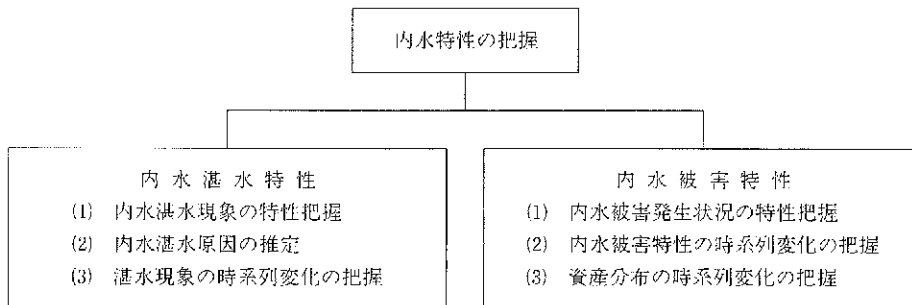 内水特性の把握
内水湛水特性
(1) 内水湛水現象の特性把握
(2) 内水湛水原因の推定
(3) 湛水現象の時系列変化の把握
内水被害特性
(1) 内水被害発生状況の特性把握
(2) 内水被害特性の時系列変化の把握
(3) 資産分布の時系列変化の把握